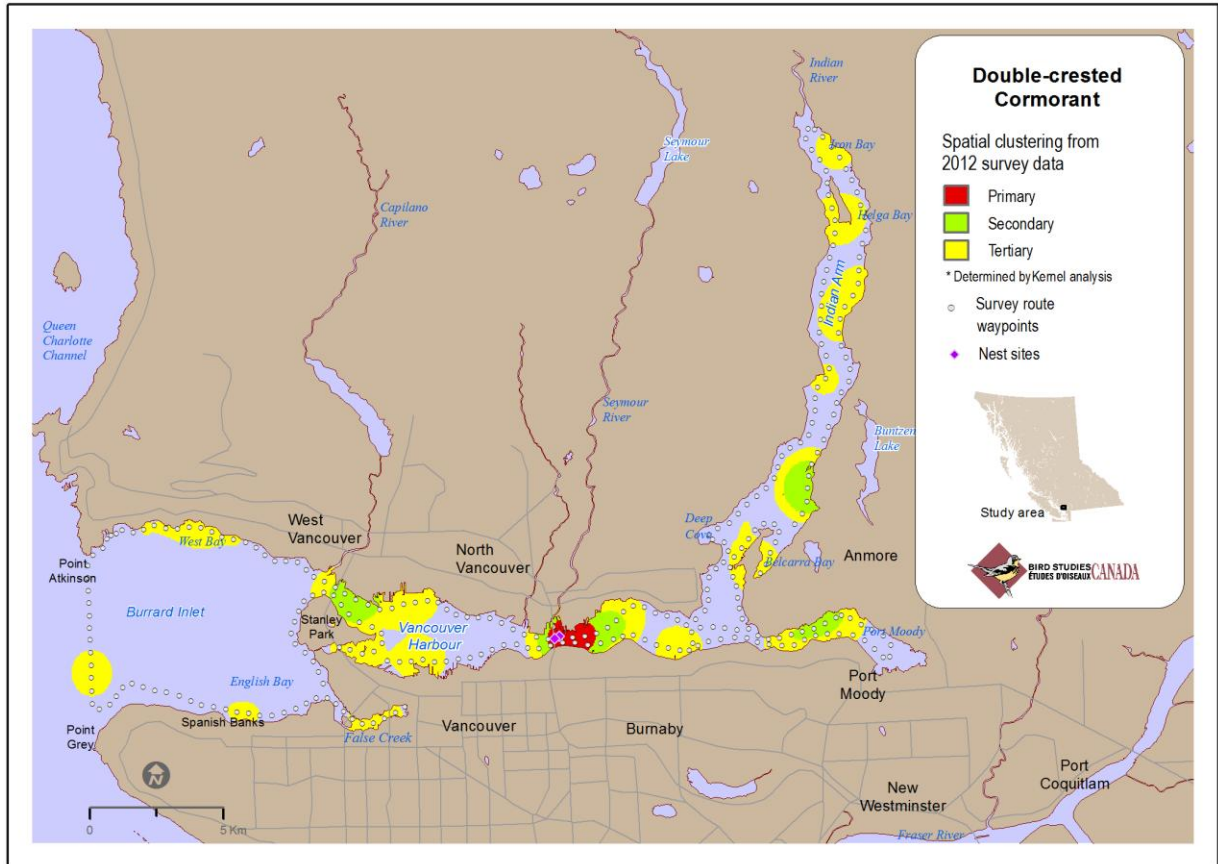 Double-crested
Cormorant
Spatial clustering from
2012 survey data
Primary
Secondary
Tertiary
* Determined by Kernel analysis
Survey route
waypoints
Nest sites
Study area
BIRD STUDIES
ÉTUDES D'OISEAUX
CANADA
Indian
River
Iron Bay
Seymour
Lake
Capilano
River
Helga Bay
Indian Arm
Queen
Charlotte
Channel
Seymour
River
Buntzen
Lake
Deep
Cove
West
Vancouver
West Bay
North
Vancouver
Belcarra Bay
Anmore
Point
Atkinson
Burrard Inlet
Stanley
Park
Vancouver
Harbour
Port Moody
English Bay
Port
Moody
Spanish Banks
Point
Grey
False Creek
Vancouver
Burnaby
Port
Coquitlam
New
Westminster
Fraser River
N
0
5 Km